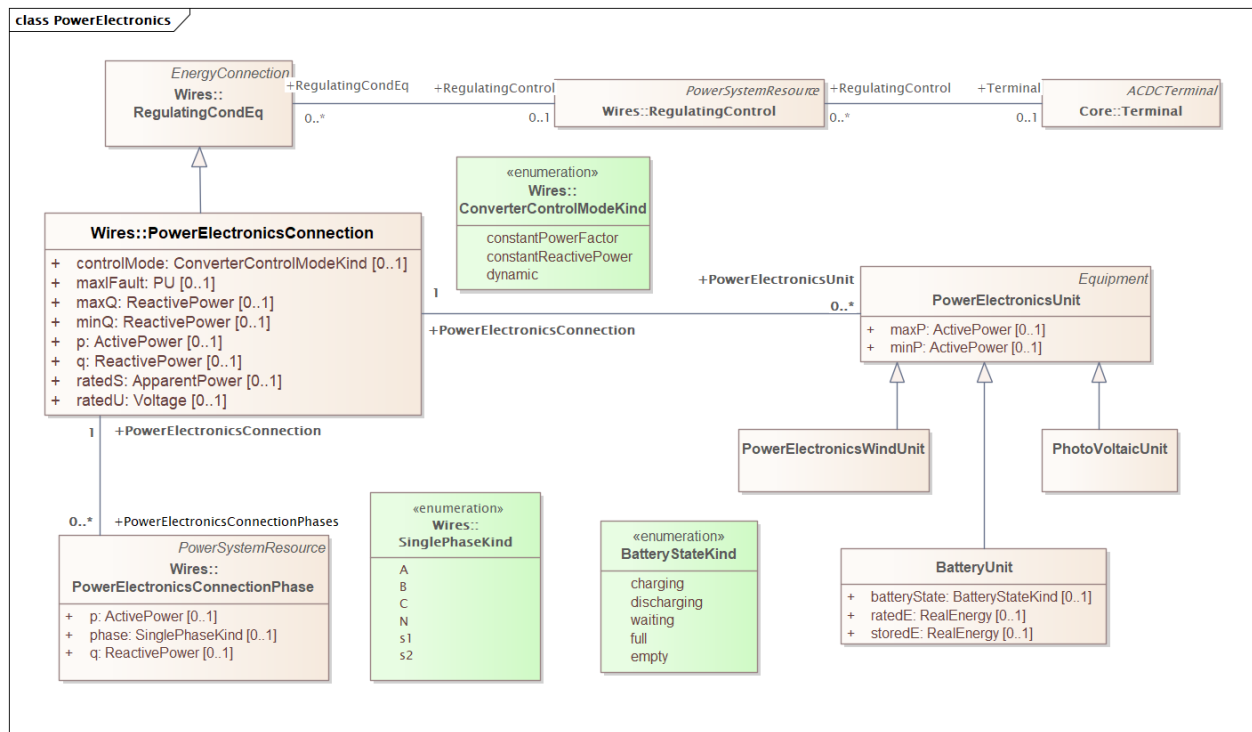 class PowerElectronics
EnergyConnection
Wires::
RegulatingCondEq
+RegulatingCondEq
0..*
+RegulatingControl
0..1
PowerSystemResource
Wires::RegulatingControl
+RegulatingControl
0..*
+Terminal
0..1
ACDCTerminal
Core::Terminal
«enumeration»
Wires::
ConverterControlModeKind
constantPowerFactor
constantReactivePower
dynamic
Wires::PowerElectronicsConnection
+ controlMode: ConverterControlModeKind [0..1]
+ maxIFault: PU [0..1]
+ maxQ: ReactivePower [0..1]
+ minQ: ReactivePower [0..1]
+ p: ActivePower [0..1]
+ q: ReactivePower [0..1]
+ ratedS: ApparentPower [0..1]
+ ratedU: Voltage [0..1]
1
+PowerElectronicsConnection
+PowerElectronicsUnit
0..*
Equipment
PowerElectronicsUnit
+ maxP: ActivePower [0..1]
+ minP: ActivePower [0..1]
1
+PowerElectronicsConnection
0..*
+PowerElectronicsConnectionPhases
PowerSystemResource
Wires::
PowerElectronicsConnectionPhase
+ p: ActivePower [0..1]
+ phase: SinglePhaseKind [0..1]
+ q: ReactivePower [0..1]
«enumeration»
Wires::
SinglePhaseKind
A
B
C
N
s1
s2
«enumeration»
BatteryStateKind
charging
discharging
waiting
full
empty
PowerElectronicsWindUnit
PhotoVoltaicUnit
BatteryUnit
+ batteryState: BatteryStateKind [0..1]
+ ratedE: RealEnergy [0..1]
+ storedE: RealEnergy [0..1]